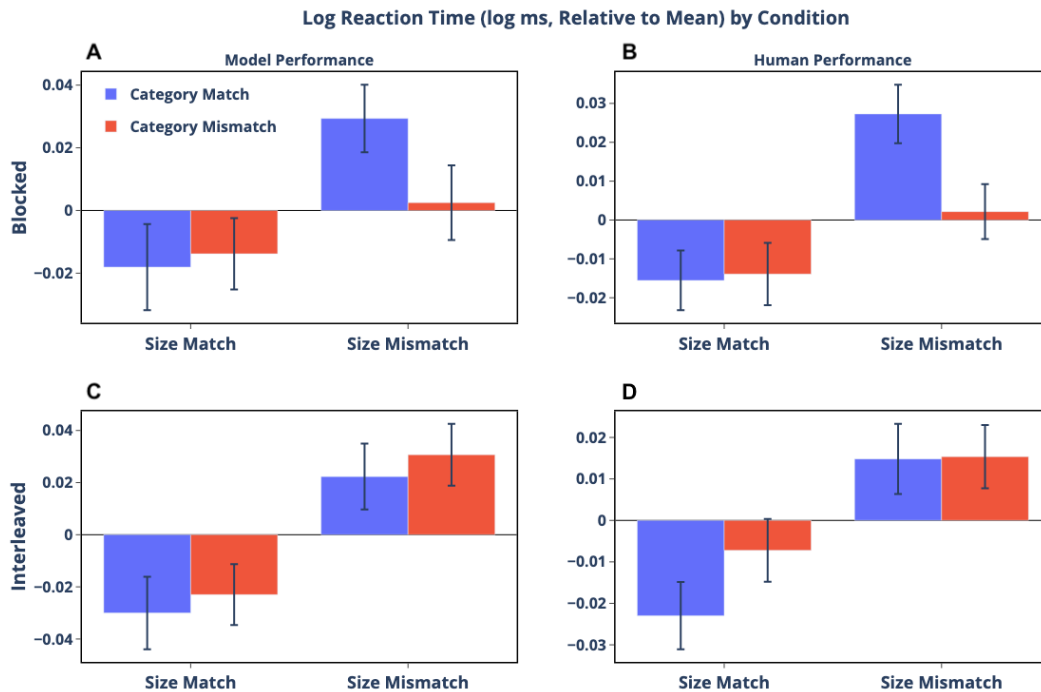 Log Reaction Time (log ms, Relative to Mean) by Condition
A
Model Performance
B
Human Performance
Blocked
0.04
0.02
0
−0.02
Category Match
Category Mismatch
Size Match
Size Mismatch
0.03
0.02
0.01
0
−0.01
−0.02
Size Match
Size Mismatch
C
D
Interleaved
0.04
0.02
0
−0.02
−0.04
Size Match
Size Mismatch
0.02
0.01
0
−0.01
−0.02
−0.03
Size Match
Size Mismatch